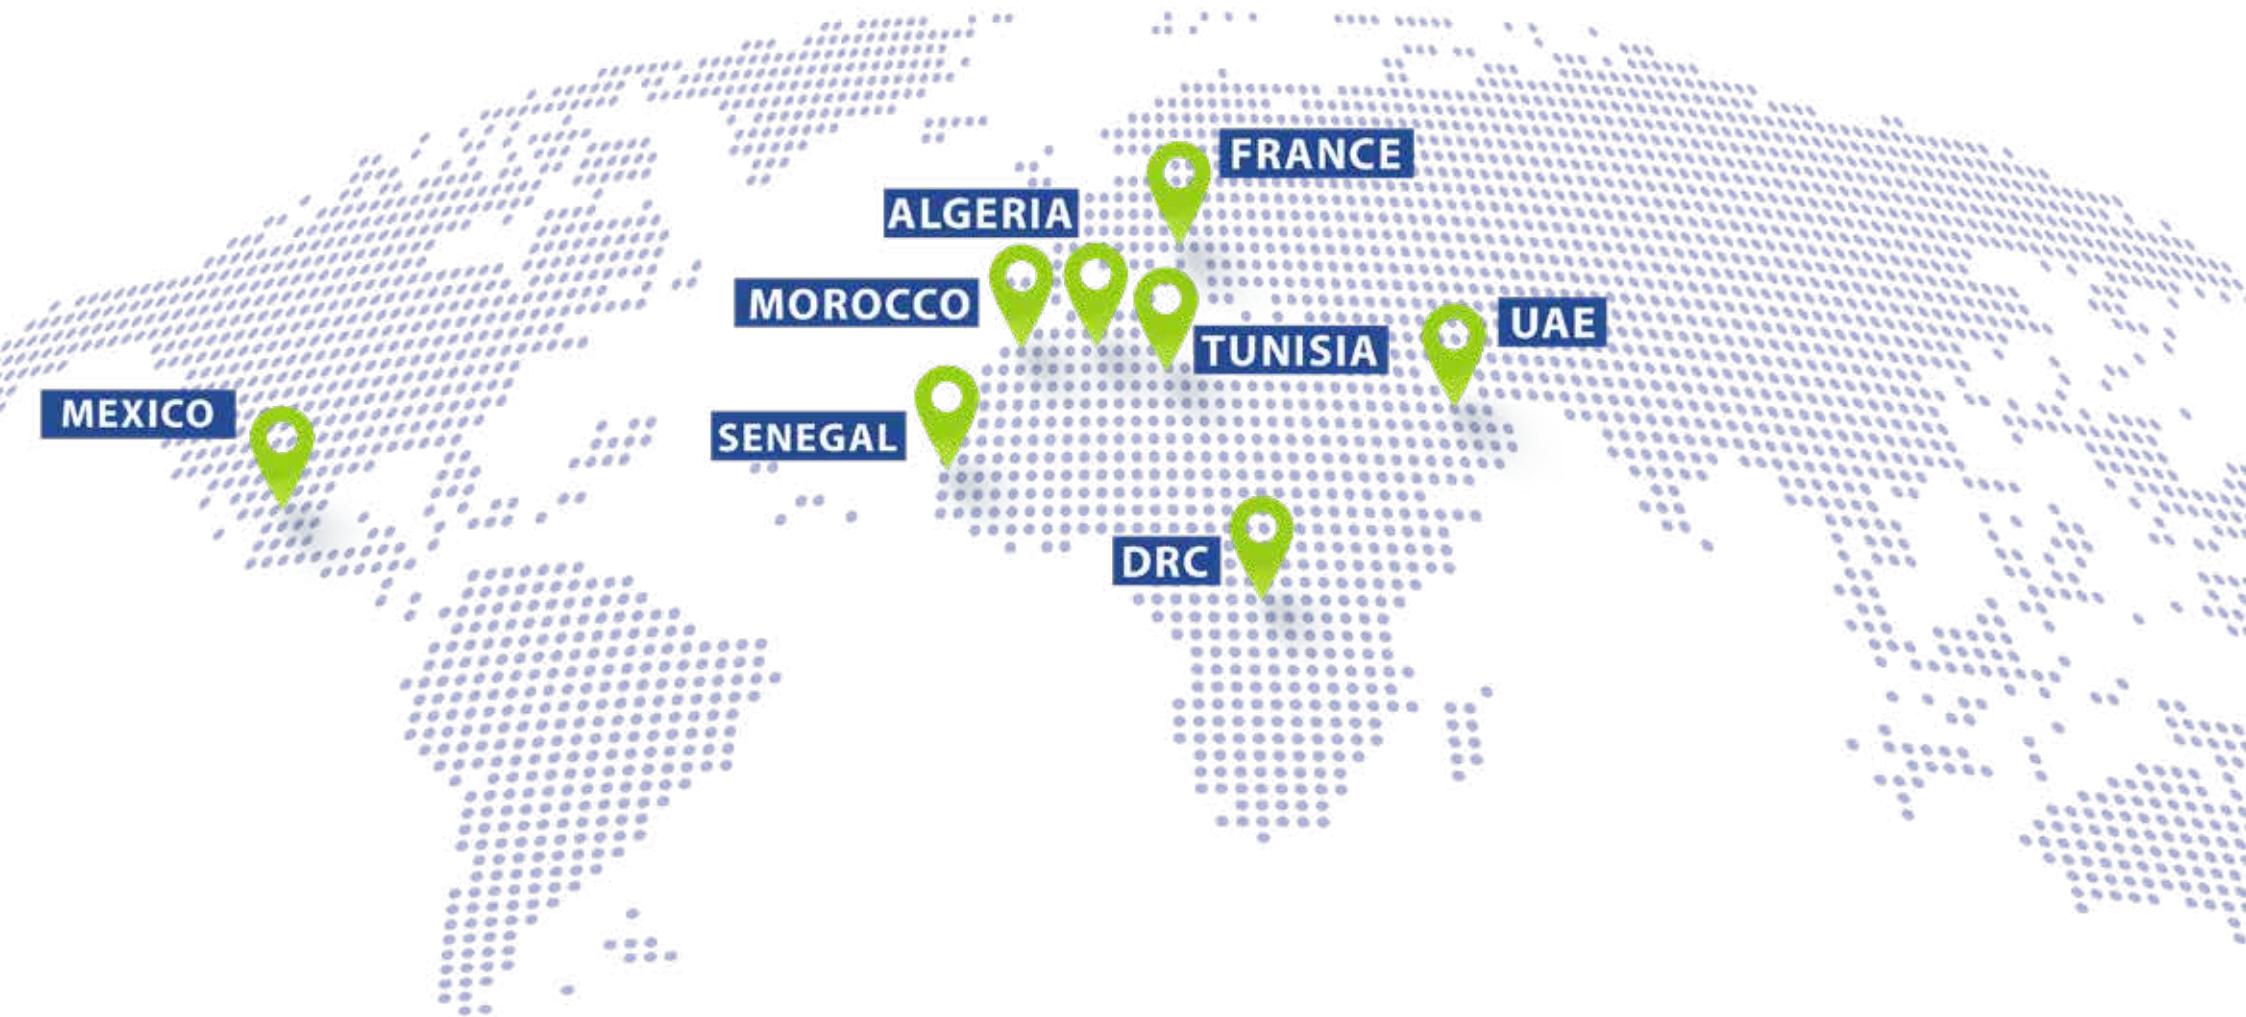 FRANCE
ALGERIA
MOROCCO
UAE
TUNISIA
MEXICO
SENEGAL
DRC